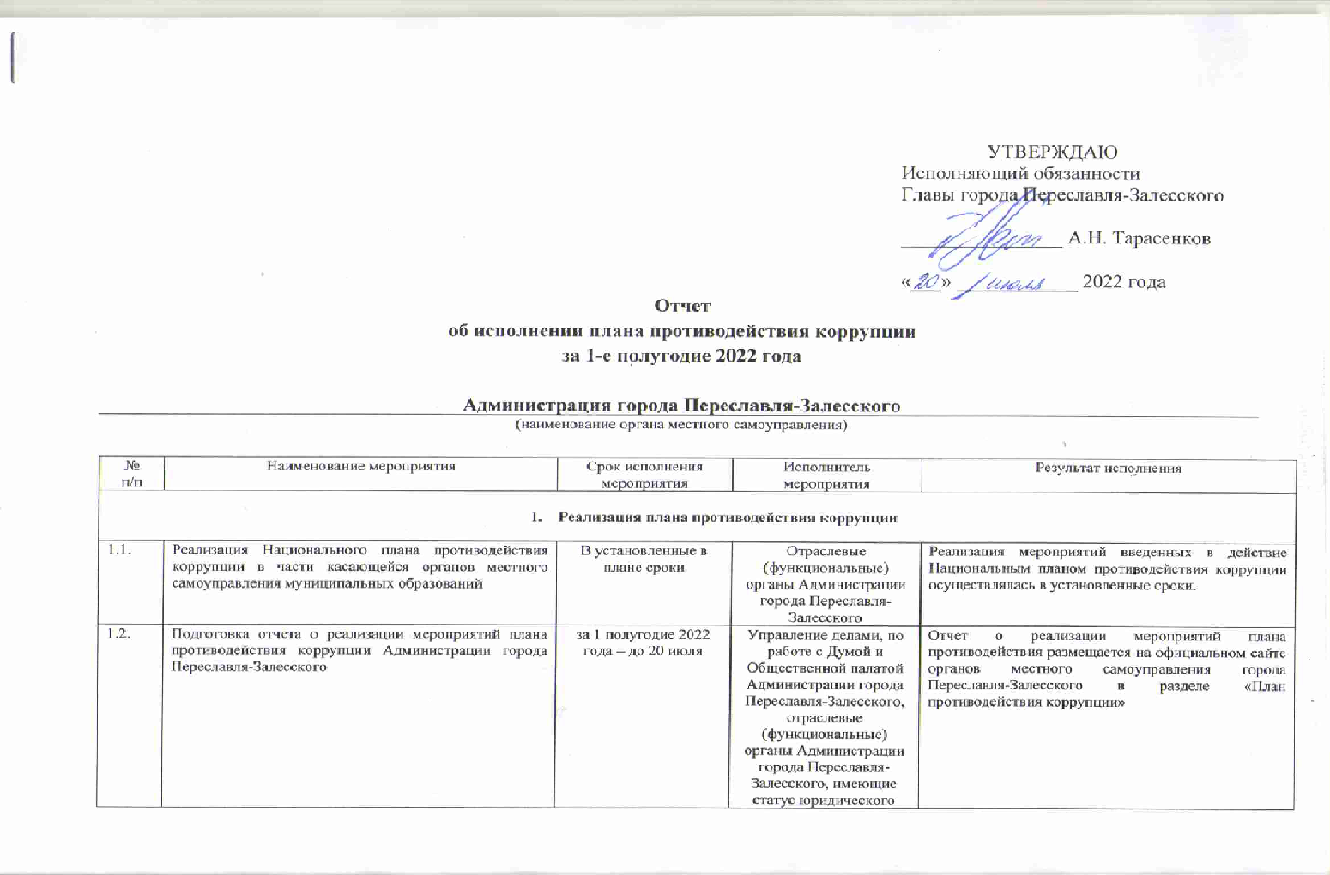 УТВЕРЖДАЮ
Исполняющий обязанности
Главы города Переславля-Залесского
А.Н. Тарасенков
«20» июля 2022 года
Отчет
об исполнении плана противодействия коррупции
за 1-е полугодие 2022 года
Администрация города Переславля-Залесского
(наименование органа местного самоуправления)
№
п/п
Наименование мероприятия
Срок исполнения
мероприятия
Исполнитель
мероприятия
Результат исполнения
1. Реализация плана противодействия коррупции
1.1.
Реализация Национального плана противодействия
коррупции в части касающейся органов местного
самоуправления муниципальных образований
В установленные в
плане сроки
Отраслевые
(функциональные)
органы Администрации
города Переславля-
Залесского
Реализация мероприятий введенных в действие
Национальным планом противодействия коррупции
осуществлялась в установленные сроки.
1.2.
Подготовка отчета о реализации мероприятий плана
противодействия коррупции Администрации города
Переславля-Залесского
за 1 полугодие 2022
года – до 20 июля
Управление делами, по
работе с Думой и
Общественной палатой
Администрации города
Переславля-Залесского,
отраслевые
(функциональные)
органы Администрации
города Переславля-
Залесского, имеющие
статус юридического
Отчет о реализации мероприятий плана
противодействия размещается на официальном сайте
органов местного самоуправления города
Переславля-Залесского в разделе «План
противодействия коррупции»